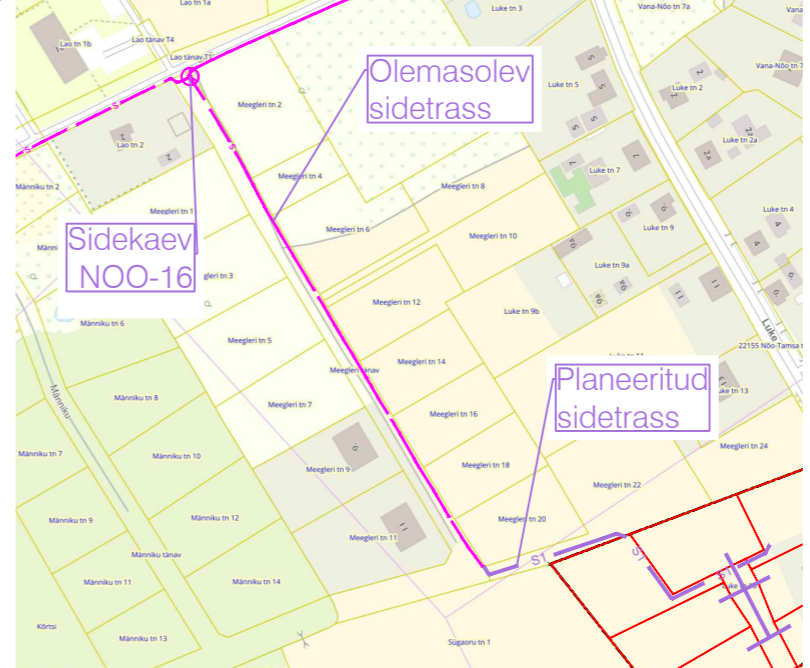 Lao tn 1a
Luke tn 3
Vana-Nõo tn 7a
Lao tn 1b
Lao tänav T4
Lao tänav T1
Olemasolev
sidetrass
Luke tn 5
Vana-Nõo tn 7
Luke tn 2
Meegleri tn 2
Lao tn 2
Luke tn 2a
Luke tn 7
Meegleri tn 4
Meegleri tn 8
Männiku tn 2
Meegleri tn 1
Luke tn 4
Meegleri tn 6
Luke tn 9
Meegleri tn 10
Sidekaev
NOO-16
Luke tn 9a
Meegleri tn 12
Luke tn 9b
Männiku tn 6
Meegleri tn 5
Luke
22155 Nõo-Tamsa t
Meegleri tänav
Meegleri tn 14
Planeeritud
sidetrass
Männiku
Männiku tn 8
Meegleri tn 7
Meegleri tn 16
Meegleri tn 24
Männiku tn 7
Männiku tn 10
Meegleri tn 9
Meegleri tn 18
Meegleri tn 22
Männiku tn 9
Männiku tn 12
Meegleri tn 11
Meegleri tn 20
Männiku tänav
S1
S1
S1
Männiku tn 11
Männiku tn 14
Kõrtsi
Männiku tn 13
Sügaoru tn 1